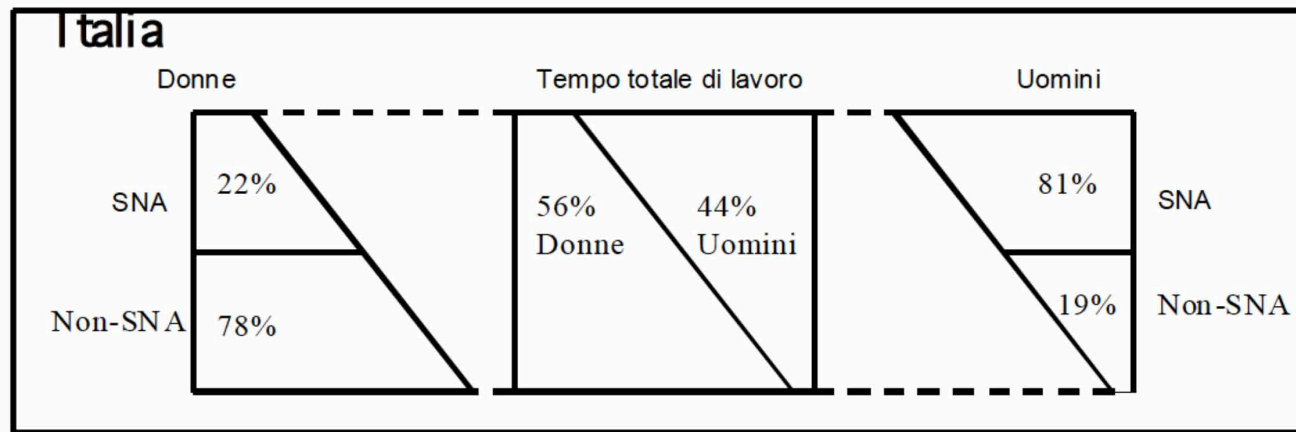 Italia
Donne Tempo totale di lavoro Uomini
22% 81%
SNA 56% 44% SNA
Donne Uomini
Non-SNA 78% 19% Non-SNA